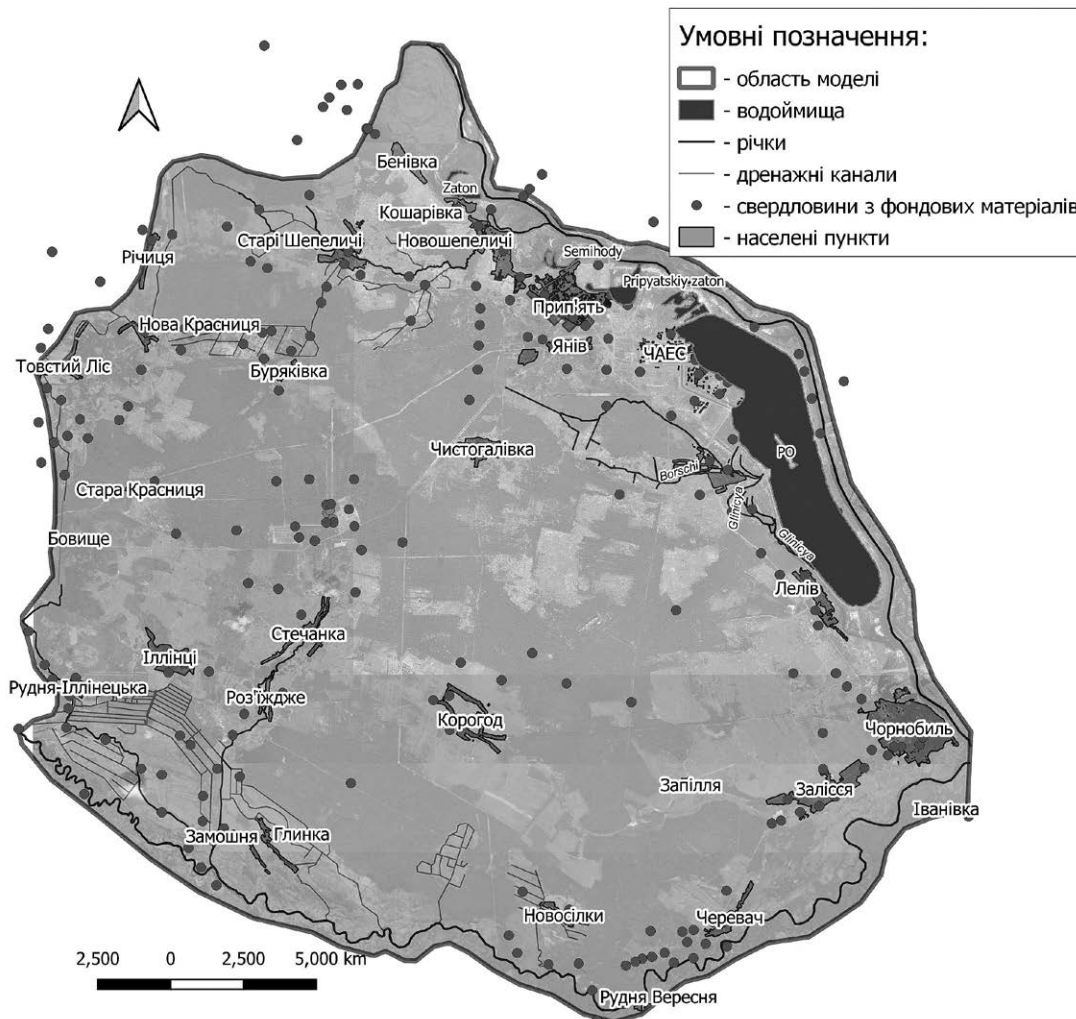 Умовні позначення:
- область моделі
- водоймища
- річки
- дренажні канали
- свердловини з фондових матеріалів
- населені пункти
Бенівка
Zaton
Кошарівка
Старі Шепеличі
Новошепеличі
Річиця
Semihody
Pripyatskiy zaton
Прип'ять
Нова Красниця
Янів
ЧАЕС
Товстий Ліс
Буряківка
Чистогалівка
РО
Borschi
Стара Красниця
Glinicya
Бовище
Glinicya
Лелів
Стечанка
Іллінці
Рудня-Іллінецька
Роз'їждже
Корогод
Чорнобиль
Запілля
Залісся
Іванівка
Замошня
Глинка
Новосілки
Черевач
2,500 0 2,500 5,000 km
Рудня Вересня